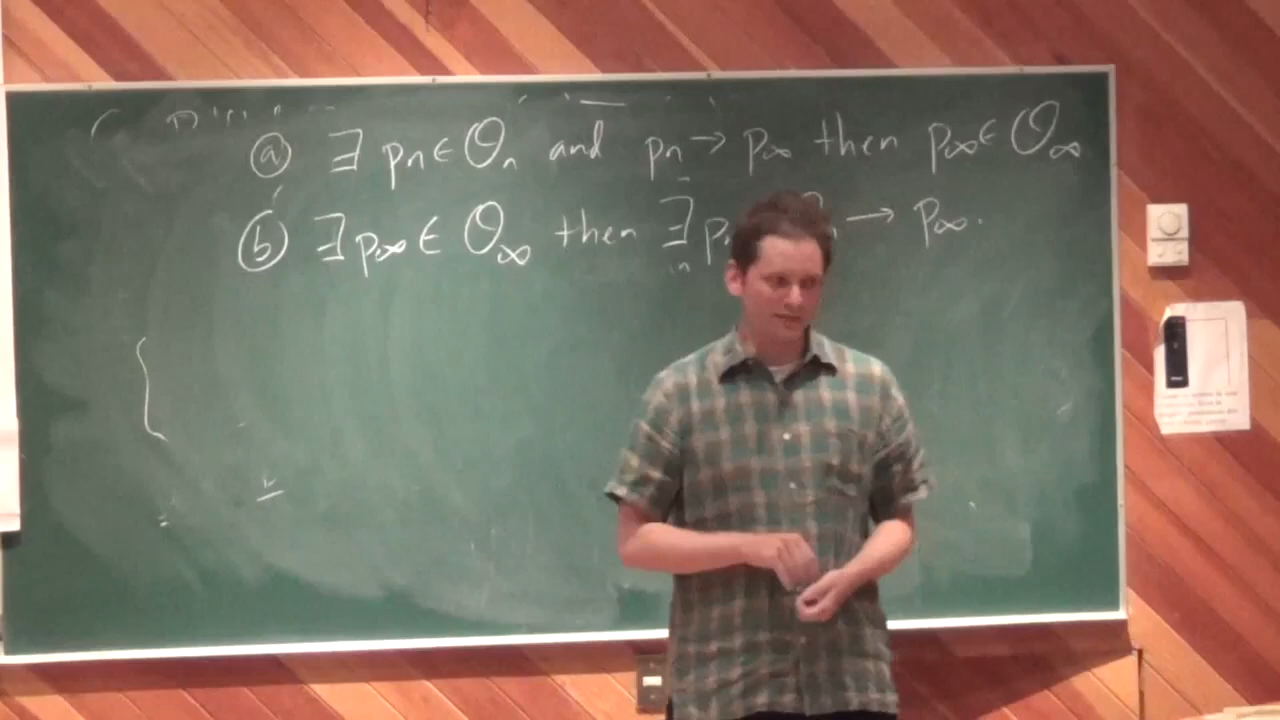 ⓐ ∃ pₙ ∈ 𝒪ₙ and pₙ → p∞ then p∞ ∈ 𝒪∞
ⓑ ∃ p∞ ∈ 𝒪∞ then ∃ p → p∞.